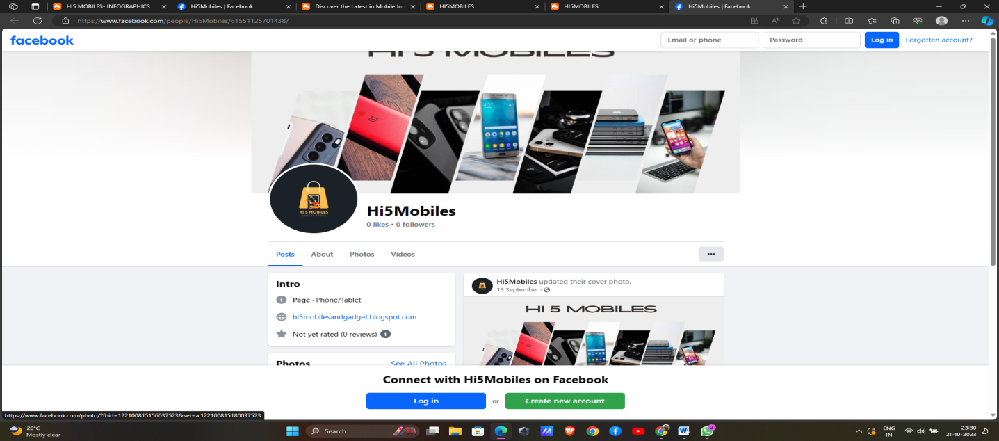 HI5 MOBILES- INFOGRAPHICS
Hi5Mobiles | Facebook
Discover the Latest in Mobile Inn
HI5MOBILES
HI5MOBILES
Hi5Mobiles | Facebook
https://www.facebook.com/people/Hi5Mobiles/61551125701438/
facebook
Email or phone
Password
Log in
Forgotten account?
HI 5 MOBILES
HI 5 MOBILES
GADGET STORE
Hi5Mobiles
0 likes • 0 followers
Posts
About
Photos
Videos
Intro
Page · Phone/Tablet
hi5mobilesandgadget.blogspot.com
Not yet rated (0 reviews)
Photos
See All Photos
Hi5Mobiles updated their cover photo.
13 September ·
HI 5 MOBILES
Connect with Hi5Mobiles on Facebook
Log in
or
Create new account
https://www.facebook.com/photo/?fbid=122100815156037523&set=a.122100815180037523
26°C
Mostly clear
Search
2
ENG
IN
23:30
21-10-2023